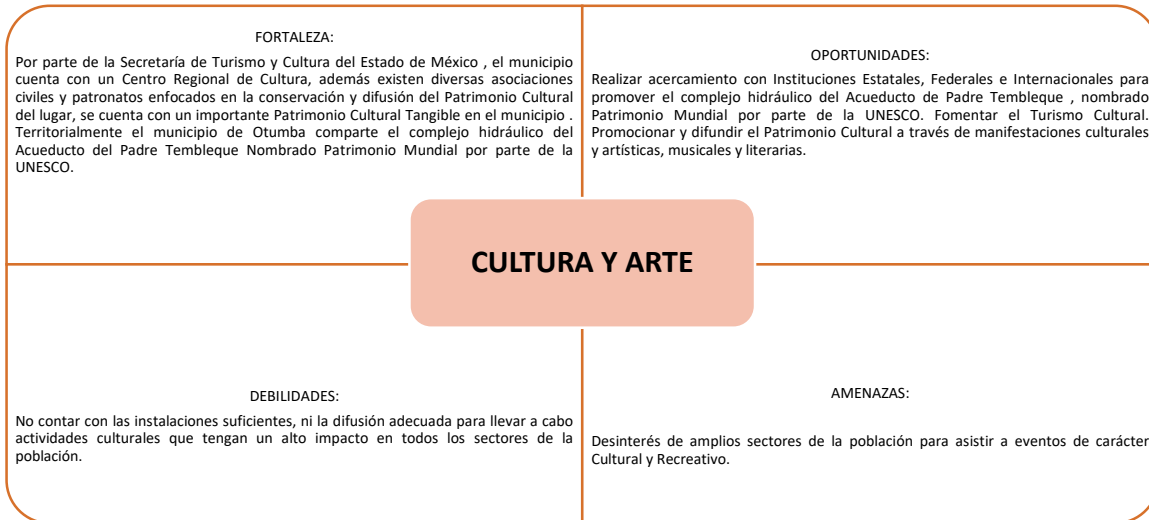 FORTALEZA:
Por parte de la Secretaría de Turismo y Cultura del Estado de México , el municipio
cuenta con un Centro Regional de Cultura, además existen diversas asociaciones
civiles y patronatos enfocados en la conservación y difusión del Patrimonio Cultural
del lugar, se cuenta con un importante Patrimonio Cultural Tangible en el municipio .
Territorialmente el municipio de Otumba comparte el complejo hidráulico del
Acueducto del Padre Tembleque Nombrado Patrimonio Mundial por parte de la
UNESCO.
OPORTUNIDADES:
Realizar acercamiento con Instituciones Estatales, Federales e Internacionales para
promover el complejo hidráulico del Acueducto de Padre Tembleque , nombrado
Patrimonio Mundial por parte de la UNESCO. Fomentar el Turismo Cultural.
Promocionar y difundir el Patrimonio Cultural a través de manifestaciones culturales
y artísticas, musicales y literarias.
CULTURA Y ARTE
DEBILIDADES:
No contar con las instalaciones suficientes, ni la difusión adecuada para llevar a cabo
actividades culturales que tengan un alto impacto en todos los sectores de la
población.
AMENAZAS:
Desinterés de amplios sectores de la población para asistir a eventos de carácter
Cultural y Recreativo.